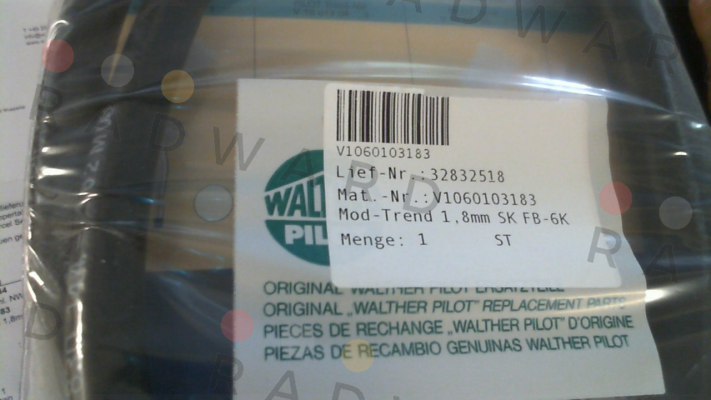 V1060103183
Lief-Nr.:32832518
Mat.-Nr.:V1060103183
Mod-Trend 1,8mm SK FB-6K
Menge: 1 ST
WALTHER
PILOT
ORIGINAL WALTHER PILOT ERSATZTEILE
ORIGINAL „WALTHER PILOT" REPLACEMENT PARTS
PIECES DE RECHANGE „WALTHER PILOT" D'ORIGINE
PIEZAS DE RECAMBIO GENUINAS WALTHER PILOT
SADWARD
RADWAR